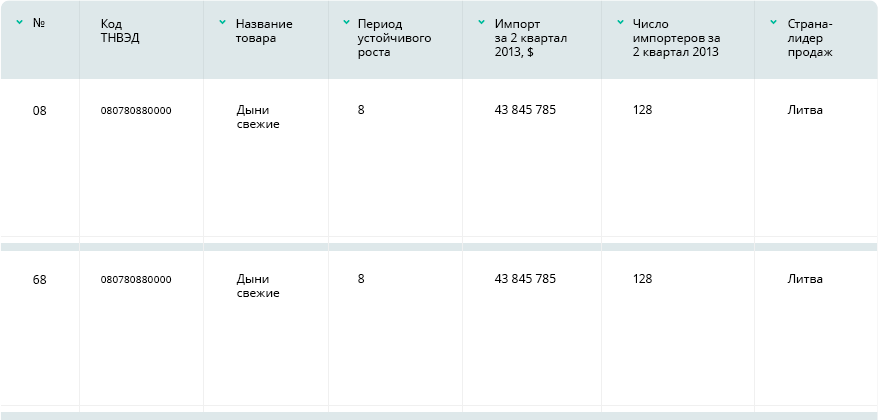 №
Код
ТНВЭД
Название
товара
Период
устойчивого
роста
Импорт
за 2 квартал
2013, $
Число
импортеров за
2 квартал 2013
Страна-
лидер
продаж
08
080780880000
Дыни
свежие
8
43 845 785
128
Литва
68
080780880000
Дыни
свежие
8
43 845 785
128
Литва